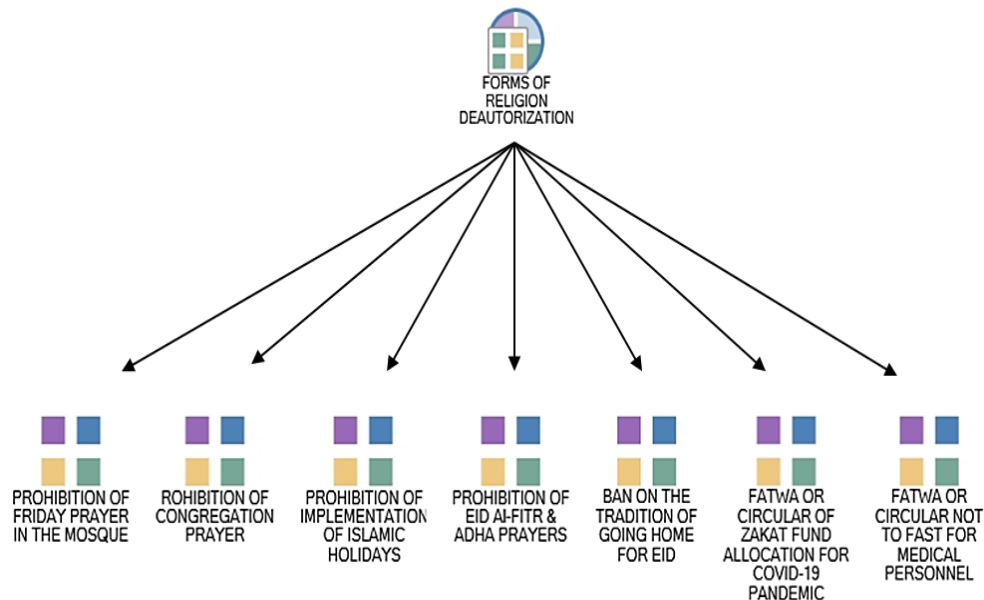 FORMS OF
RELIGION
DEAUTORIZATION
PROHIBITION OF
FRIDAY PRAYER
IN THE MOSQUE
ROHIBITION OF
CONGREGATION
PRAYER
PROHIBITION OF
IMPLEMENTATION
OF ISLAMIC
HOLIDAYS
PROHIBITION OF
EID AI-FITR &
ADHA PRAYERS
BAN ON THE
TRADITION OF
GOING HOME
FOR EID
FATWA OR
CIRCULAR OF
ZAKAT FUND
ALLOCATION FOR
COVID-19
PANDEMIC
FATWA OR
CIRCULAR NOT
TO FAST FOR
MEDICAL
PERSONNEL